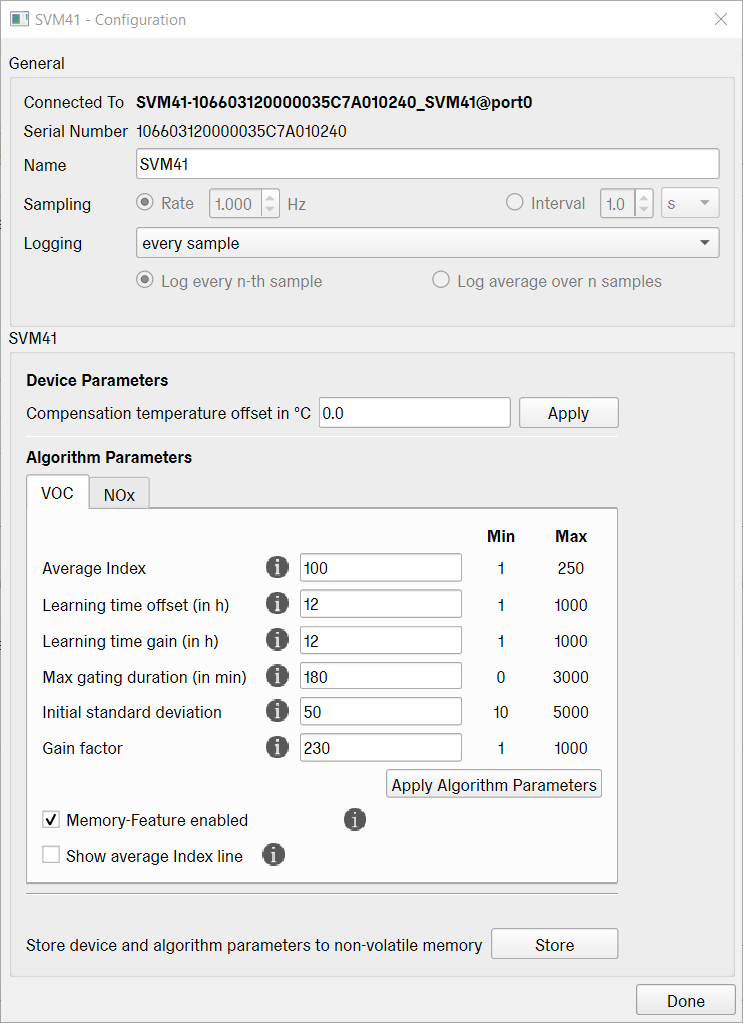 SVM41 - Configuration
General
Connected To SVM41-106603120000035C7A010240_SVM41@port0
Serial Number 106603120000035C7A010240
Name SVM41
Sampling Rate 1.000 Hz Interval 1.0 s
Logging every sample
Log every n-th sample Log average over n samples
SVM41
Device Parameters
Compensation temperature offset in °C 0.0 Apply
Algorithm Parameters
VOC NOx
Min Max
Average Index i 100 1 250
Learning time offset (in h) i 12 1 1000
Learning time gain (in h) i 12 1 1000
Max gating duration (in min) i 180 0 3000
Initial standard deviation i 50 10 5000
Gain factor i 230 1 1000
Apply Algorithm Parameters
Memory-Feature enabled i
Show average Index line i
Store device and algorithm parameters to non-volatile memory Store
Done